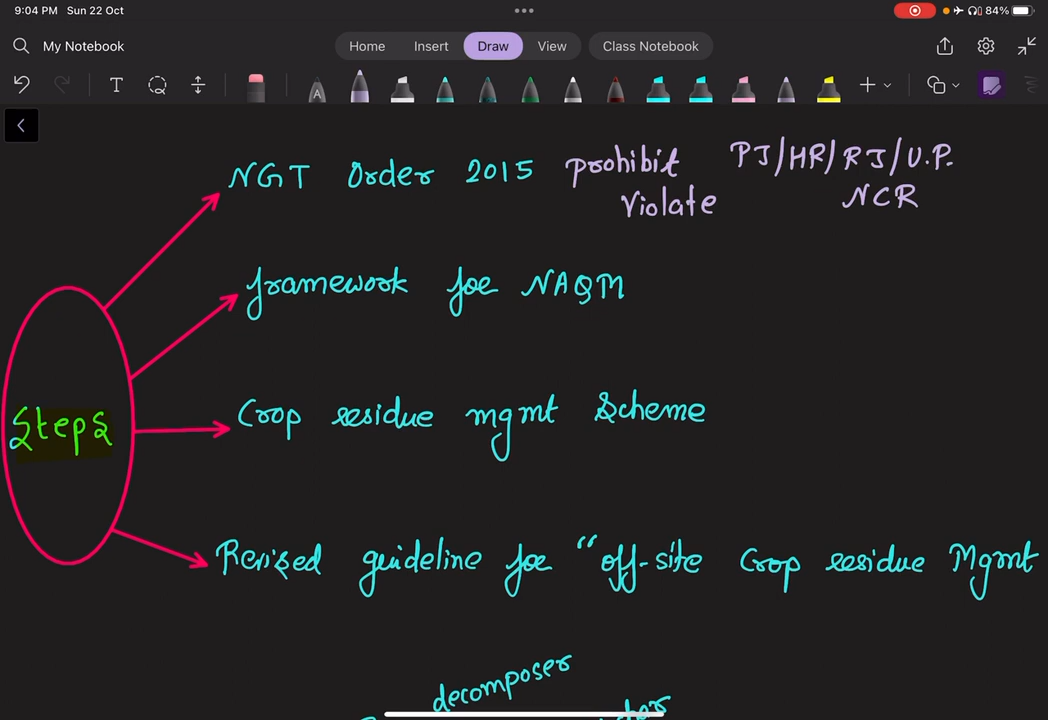 9:04 PM Sun 22 Oct
84%
My Notebook
Home Insert Draw View Class Notebook
T A
NGT Order 2015 prohibit PJ/HR/RJ/U.P.
Violate NCR
framework for NAQM
Crop residue mgmt Scheme
Steps
Revised guideline for "off-site Crop residue Mgmt
decomposer